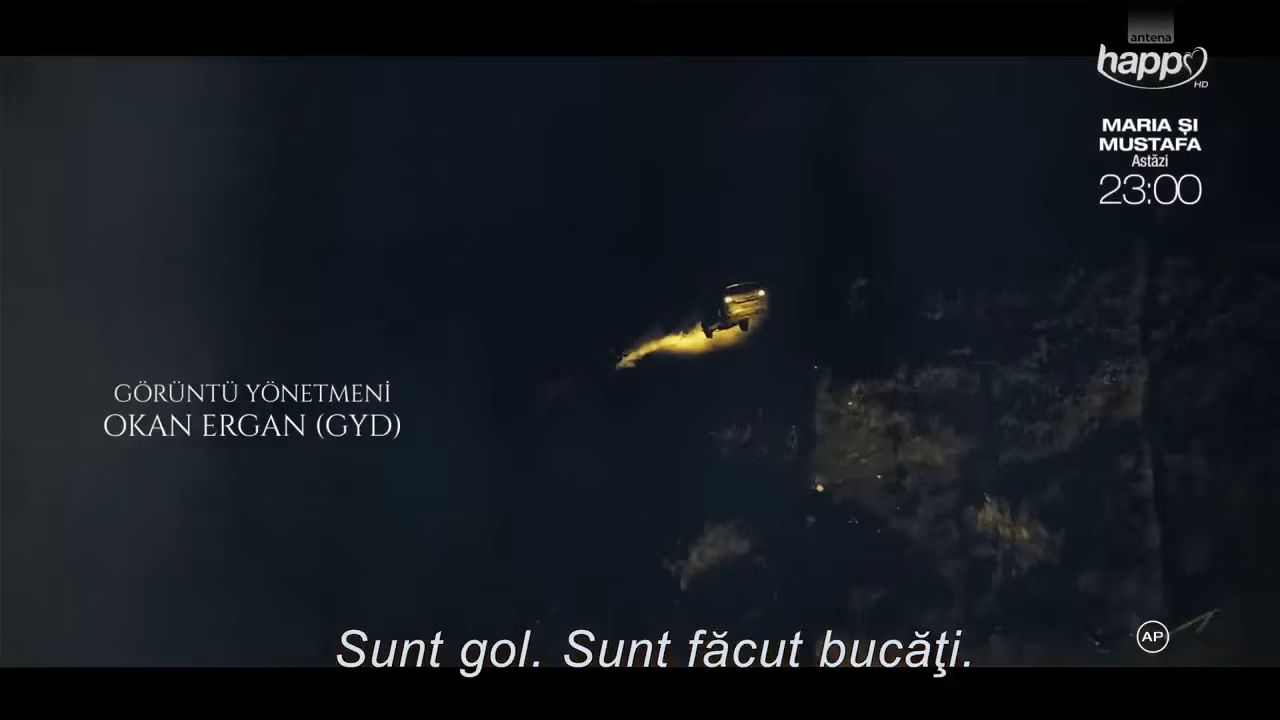 antena
happy
HD
MARIA ȘI
MUSTAFA
Astăzi
23:00
GÖRÜNTÜ YÖNETMENİ
OKAN ERGAN (GYD)
Sunt gol. Sunt făcut bucăţi.
AP